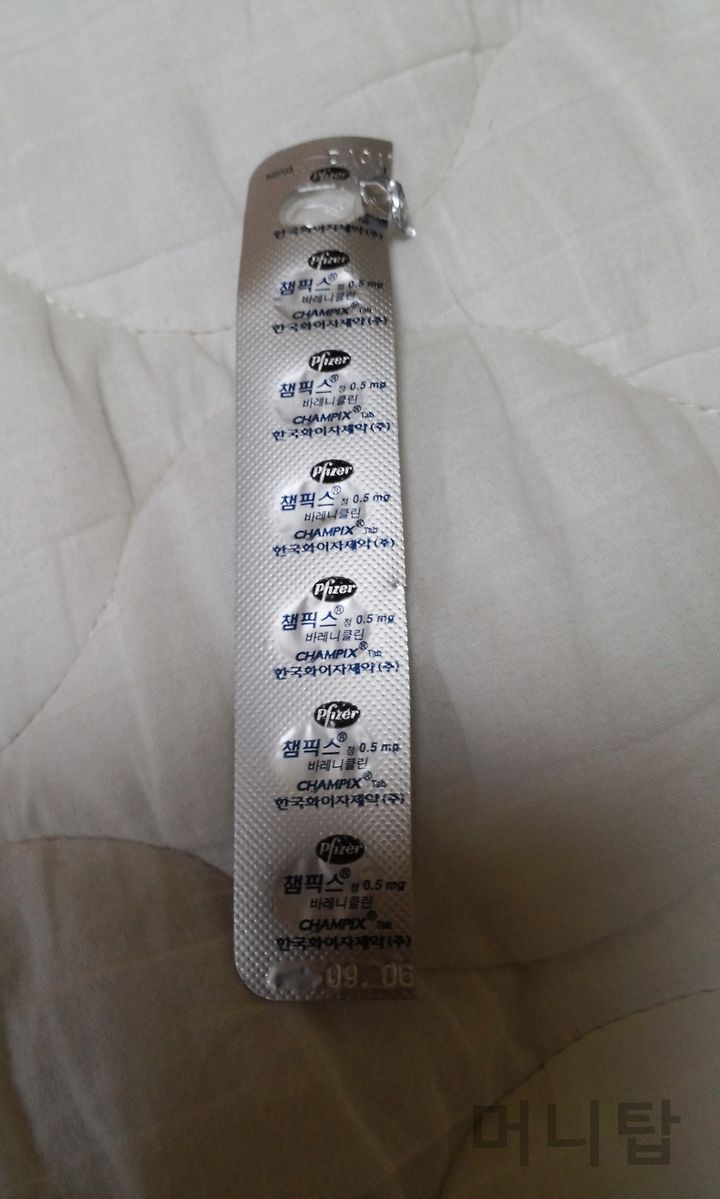 Pfizer
한국화이자제약(주)
Pfizer
챔픽스® 정 0.5 mg
바레니클린
CHAMPIX® Tab
한국화이자제약(주)
Pfizer
챔픽스® 정 0.5 mg
바레니클린
CHAMPIX® Tab
한국화이자제약(주)
Pfizer
챔픽스® 정 0.5 mg
바레니클린
CHAMPIX® Tab
한국화이자제약(주)
Pfizer
챔픽스® 정 0.5 mg
바레니클린
CHAMPIX® Tab
한국화이자제약(주)
Pfizer
챔픽스® 정 0.5 mg
바레니클린
CHAMPIX® Tab
한국화이자제약(주)
Pfizer
챔픽스® 정 0.5 mg
바레니클린
CHAMPIX® Tab
한국화이자제약(주)
09. 06
머니탑